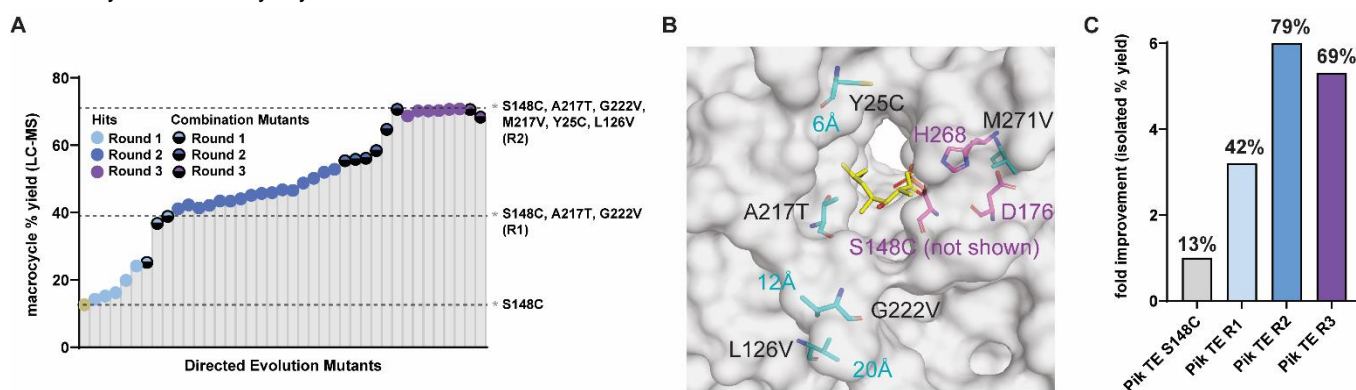 A
macrocycle % yield (LC-MS)
80
60
40
20
0
Hits
Combination Mutants
Round 1
Round 1
Round 2
Round 2
Round 3
Round 3
* S148C, A217T, G222V,
M217V, Y25C, L126V
(R2)
* S148C, A217T, G222V
(R1)
* S148C
Directed Evolution Mutants
B
Y25C
6Å
H268
M271V
A217T
D176
S148C (not shown)
12Å
G222V
L126V
20Å
C
fold improvement (isolated % yield)
6
4
2
0
13%
42%
79%
69%
Pik TE S148C
Pik TE R1
Pik TE R2
Pik TE R3